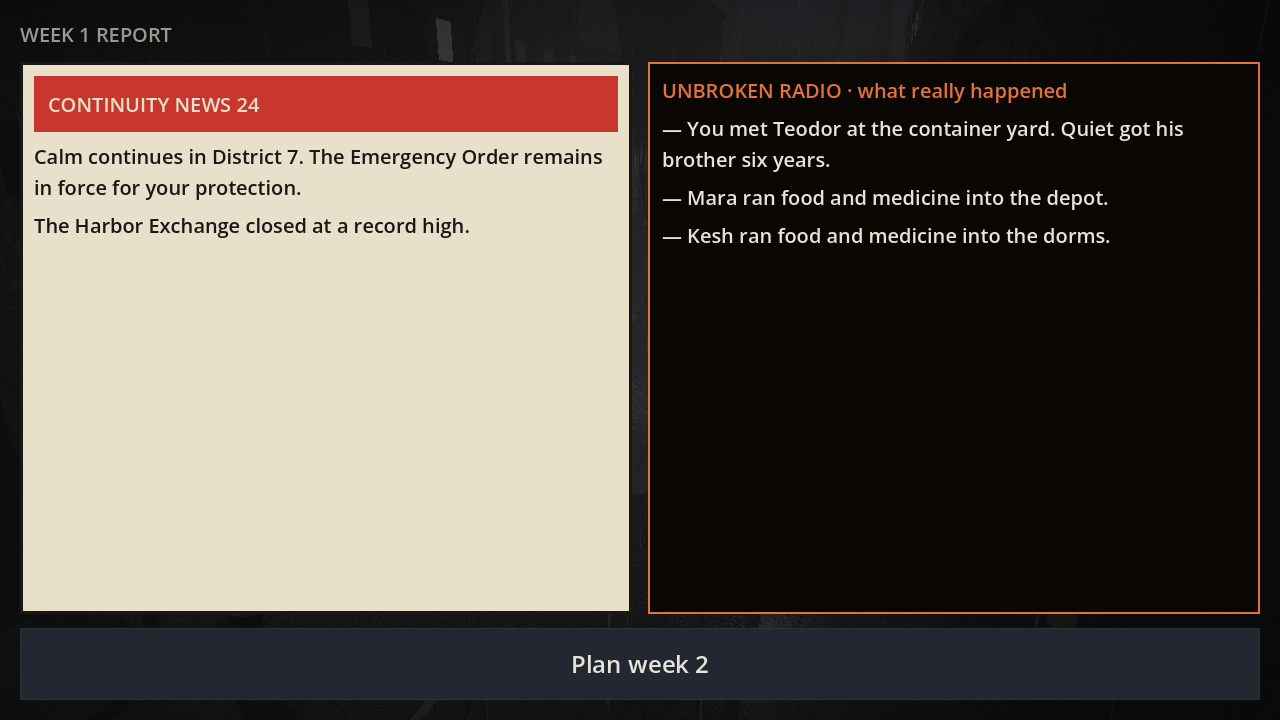 WEEK 1 REPORT
CONTINUITY NEWS 24
Calm continues in District 7. The Emergency Order remains
in force for your protection.
The Harbor Exchange closed at a record high.
UNBROKEN RADIO · what really happened
— You met Teodor at the container yard. Quiet got his
brother six years.
— Mara ran food and medicine into the depot.
— Kesh ran food and medicine into the dorms.
Plan week 2